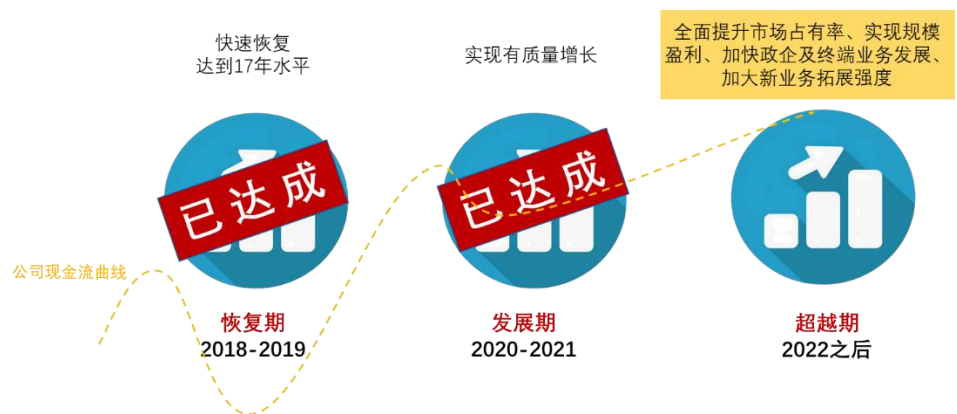 快速恢复
达到17年水平
实现有质量增长
全面提升市场占有率、实现规模
盈利、加快政企及终端业务发展、
加大新业务拓展强度
已达成
已达成
公司现金流曲线
恢复期
2018-2019
发展期
2020-2021
超越期
2022之后